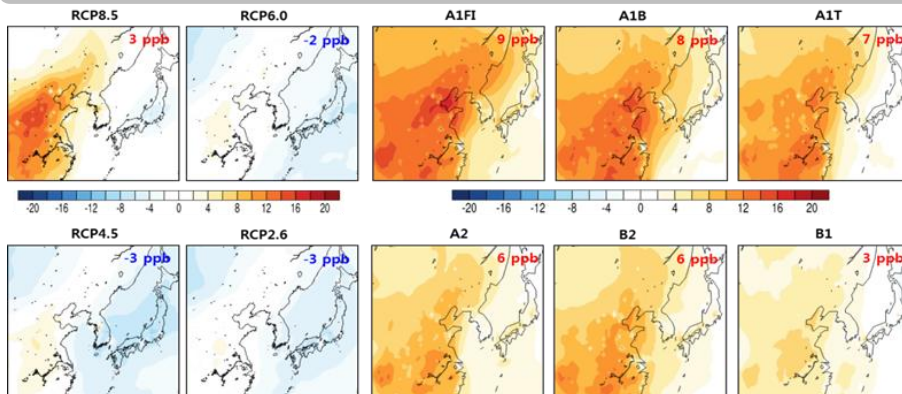 RCP8.5
RCP6.0
A1FI
A1B
A1T
3 ppb
-2 ppb
9 ppb
8 ppb
7 ppb
-20 -16 -12 -8 -4 0 4 8 12 16 20
-20 -16 -12 -8 -4 0 4 8 12 16 20
RCP4.5
RCP2.6
A2
B2
B1
-3 ppb
-3 ppb
6 ppb
6 ppb
3 ppb